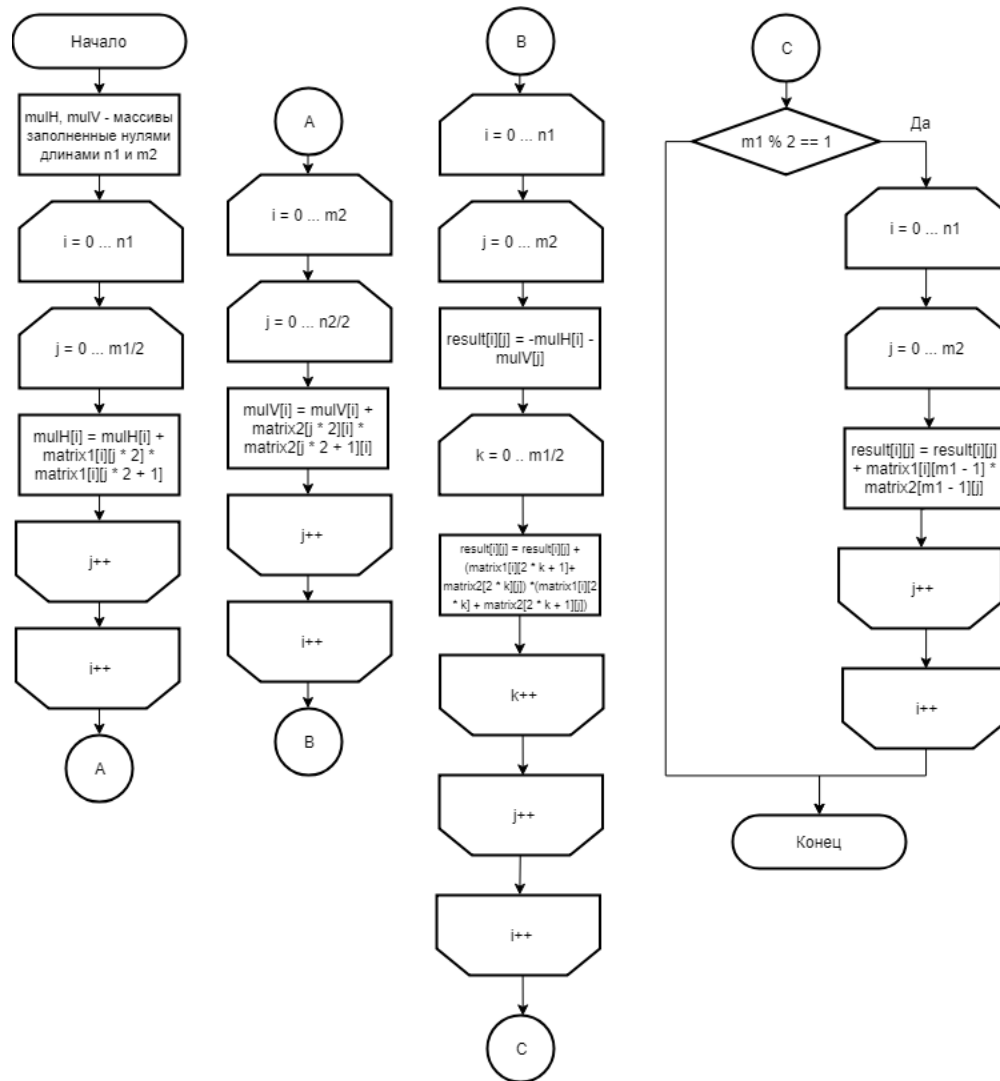 Начало
mulH, mulV - массивы
заполненные нулями
длинами n1 и m2
i = 0 ... n1
j = 0 ... m1/2
mulH[i] = mulH[i] +
matrix1[i][j * 2] *
matrix1[i][j * 2 + 1]
j++
i++
A
A
i = 0 ... m2
j = 0 ... n2/2
mulV[i] = mulV[i] +
matrix2[j * 2][i] *
matrix2[j * 2 + 1][i]
j++
i++
B
B
i = 0 ... n1
j = 0 ... m2
result[i][j] = -mulH[i] -
mulV[j]
k = 0 .. m1/2
result[i][j] = result[i][j] +
(matrix1[i][2 * k + 1]+
matrix2[2 * k][j]) *(matrix1[i][2
* k] + matrix2[2 * k + 1][j])
k++
j++
i++
C
C
m1 % 2 == 1
Да
i = 0 ... n1
j = 0 ... m2
result[i][j] = result[i][j]
+ matrix1[i][m1 - 1] *
matrix2[m1 - 1][j]
j++
i++
Конец